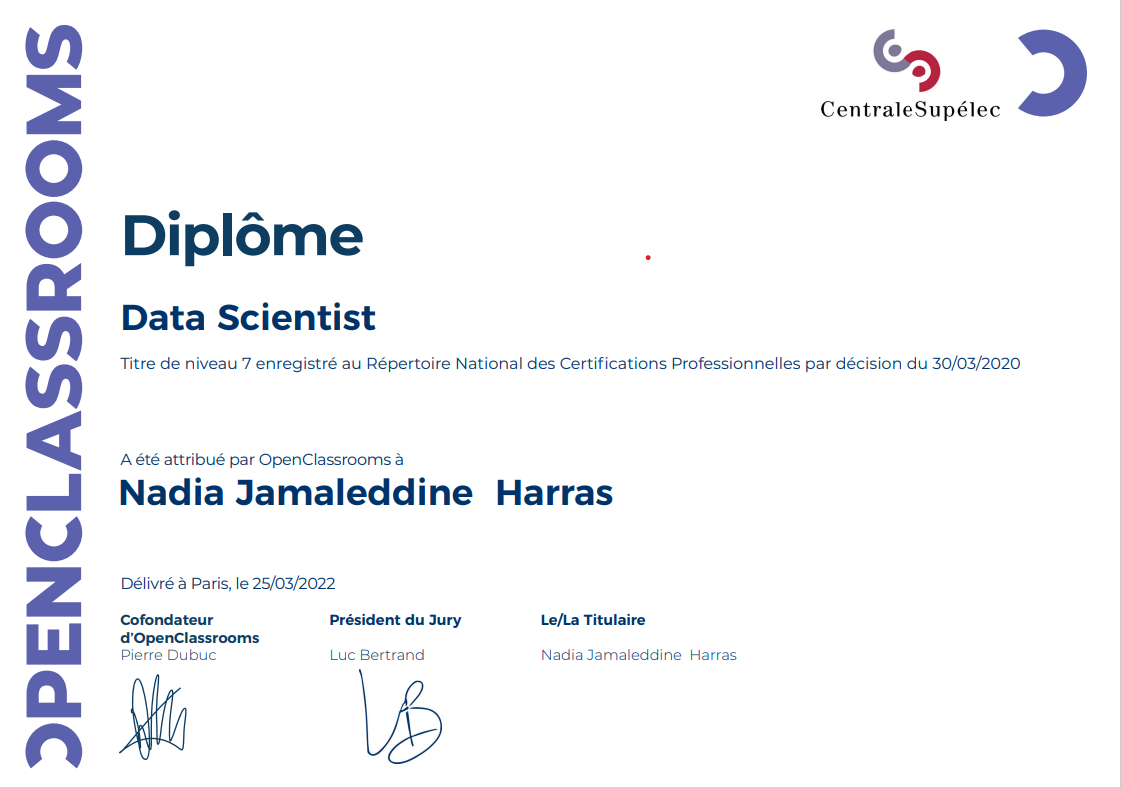 OPENCLASSROOMS
CentraleSupélec
Diplôme
Data Scientist
Titre de niveau 7 enregistré au Répertoire National des Certifications Professionnelles par décision du 30/03/2020
A été attribué par OpenClassrooms à
Nadia Jamaleddine  Harras
Délivré à Paris, le 25/03/2022
Cofondateur
d'OpenClassrooms
Pierre Dubuc
Président du Jury
Luc Bertrand
Le/La Titulaire
Nadia Jamaleddine  Harras